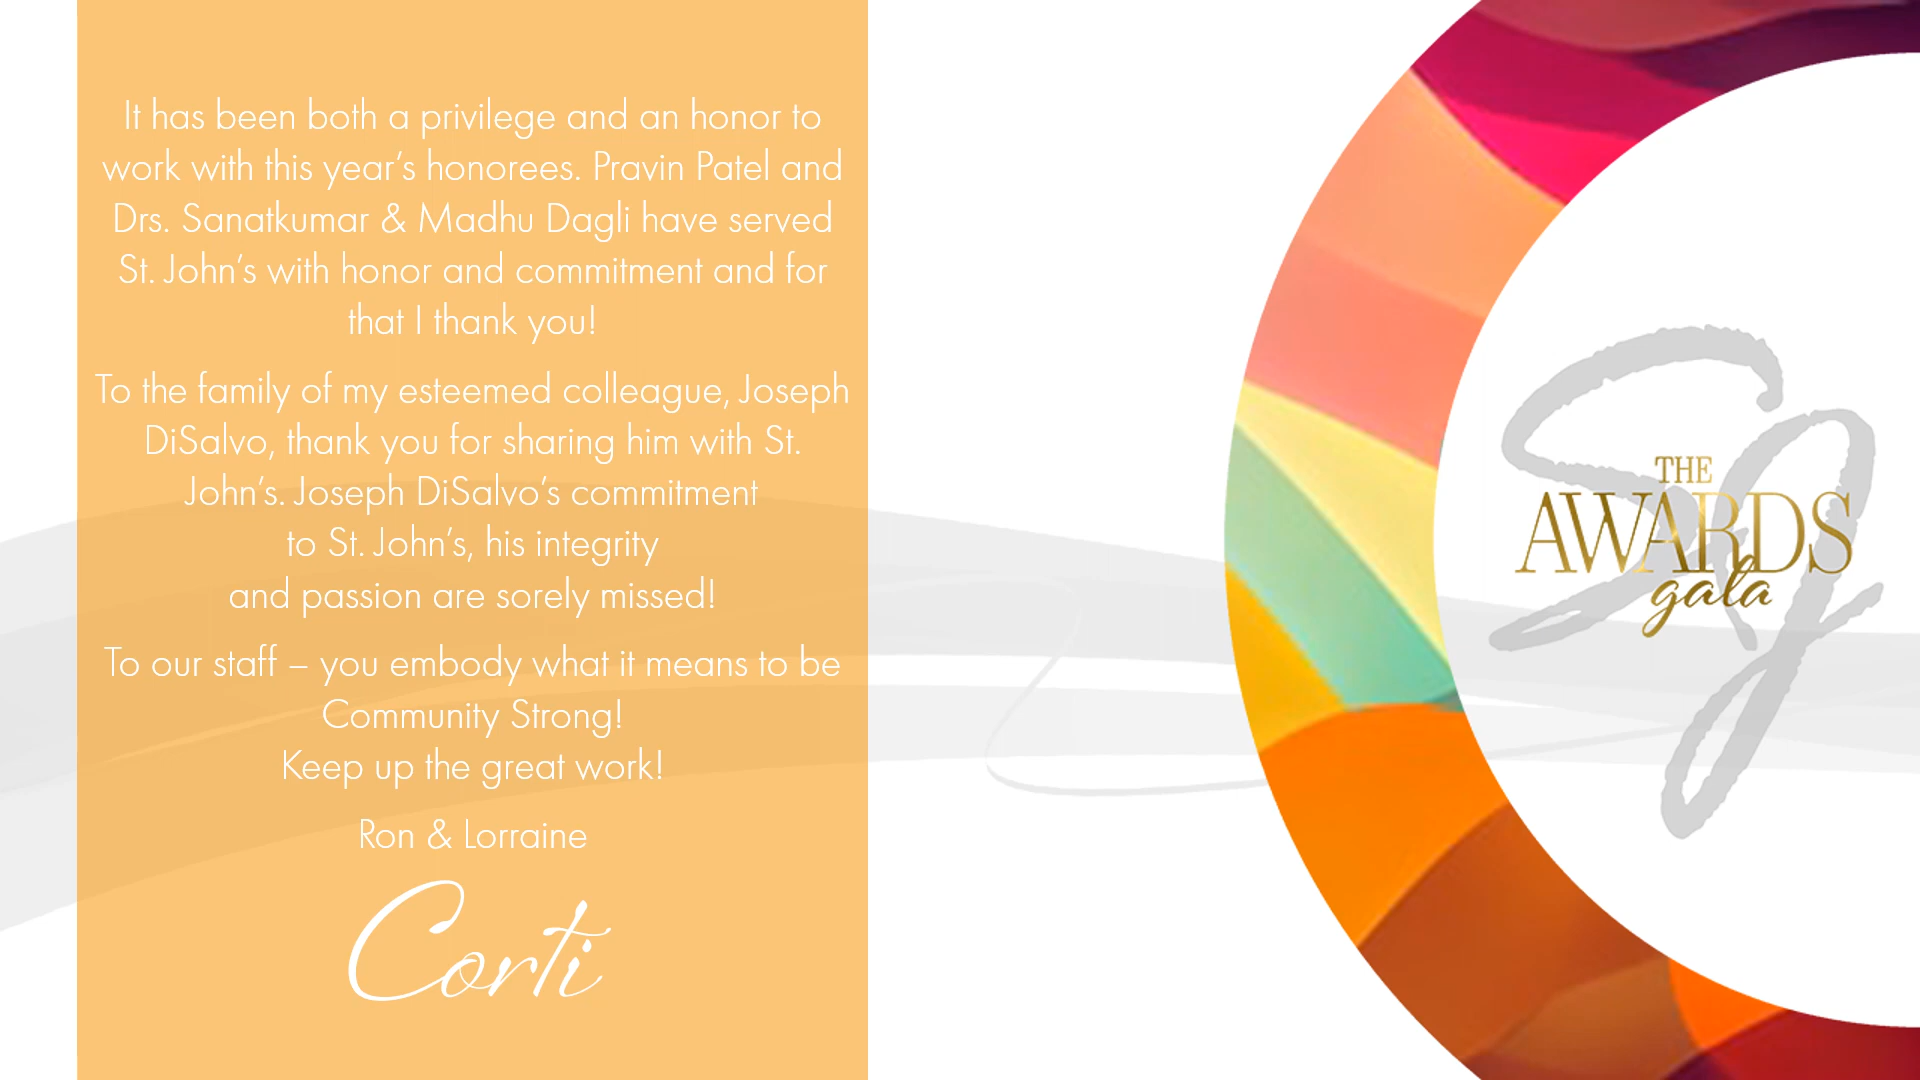 It has been both a privilege and an honor to
work with this year’s honorees. Pravin Patel and
Drs. Sanatkumar & Madhu Dagli have served
St. John’s with honor and commitment and for
that I thank you!
To the family of my esteemed colleague, Joseph
DiSalvo, thank you for sharing him with St.
John’s. Joseph DiSalvo’s commitment
to St. John’s, his integrity
and passion are sorely missed!
To our staff – you embody what it means to be
Community Strong!
Keep up the great work!
Ron & Lorraine
Corti
SJ
THE
AWARDS
gala